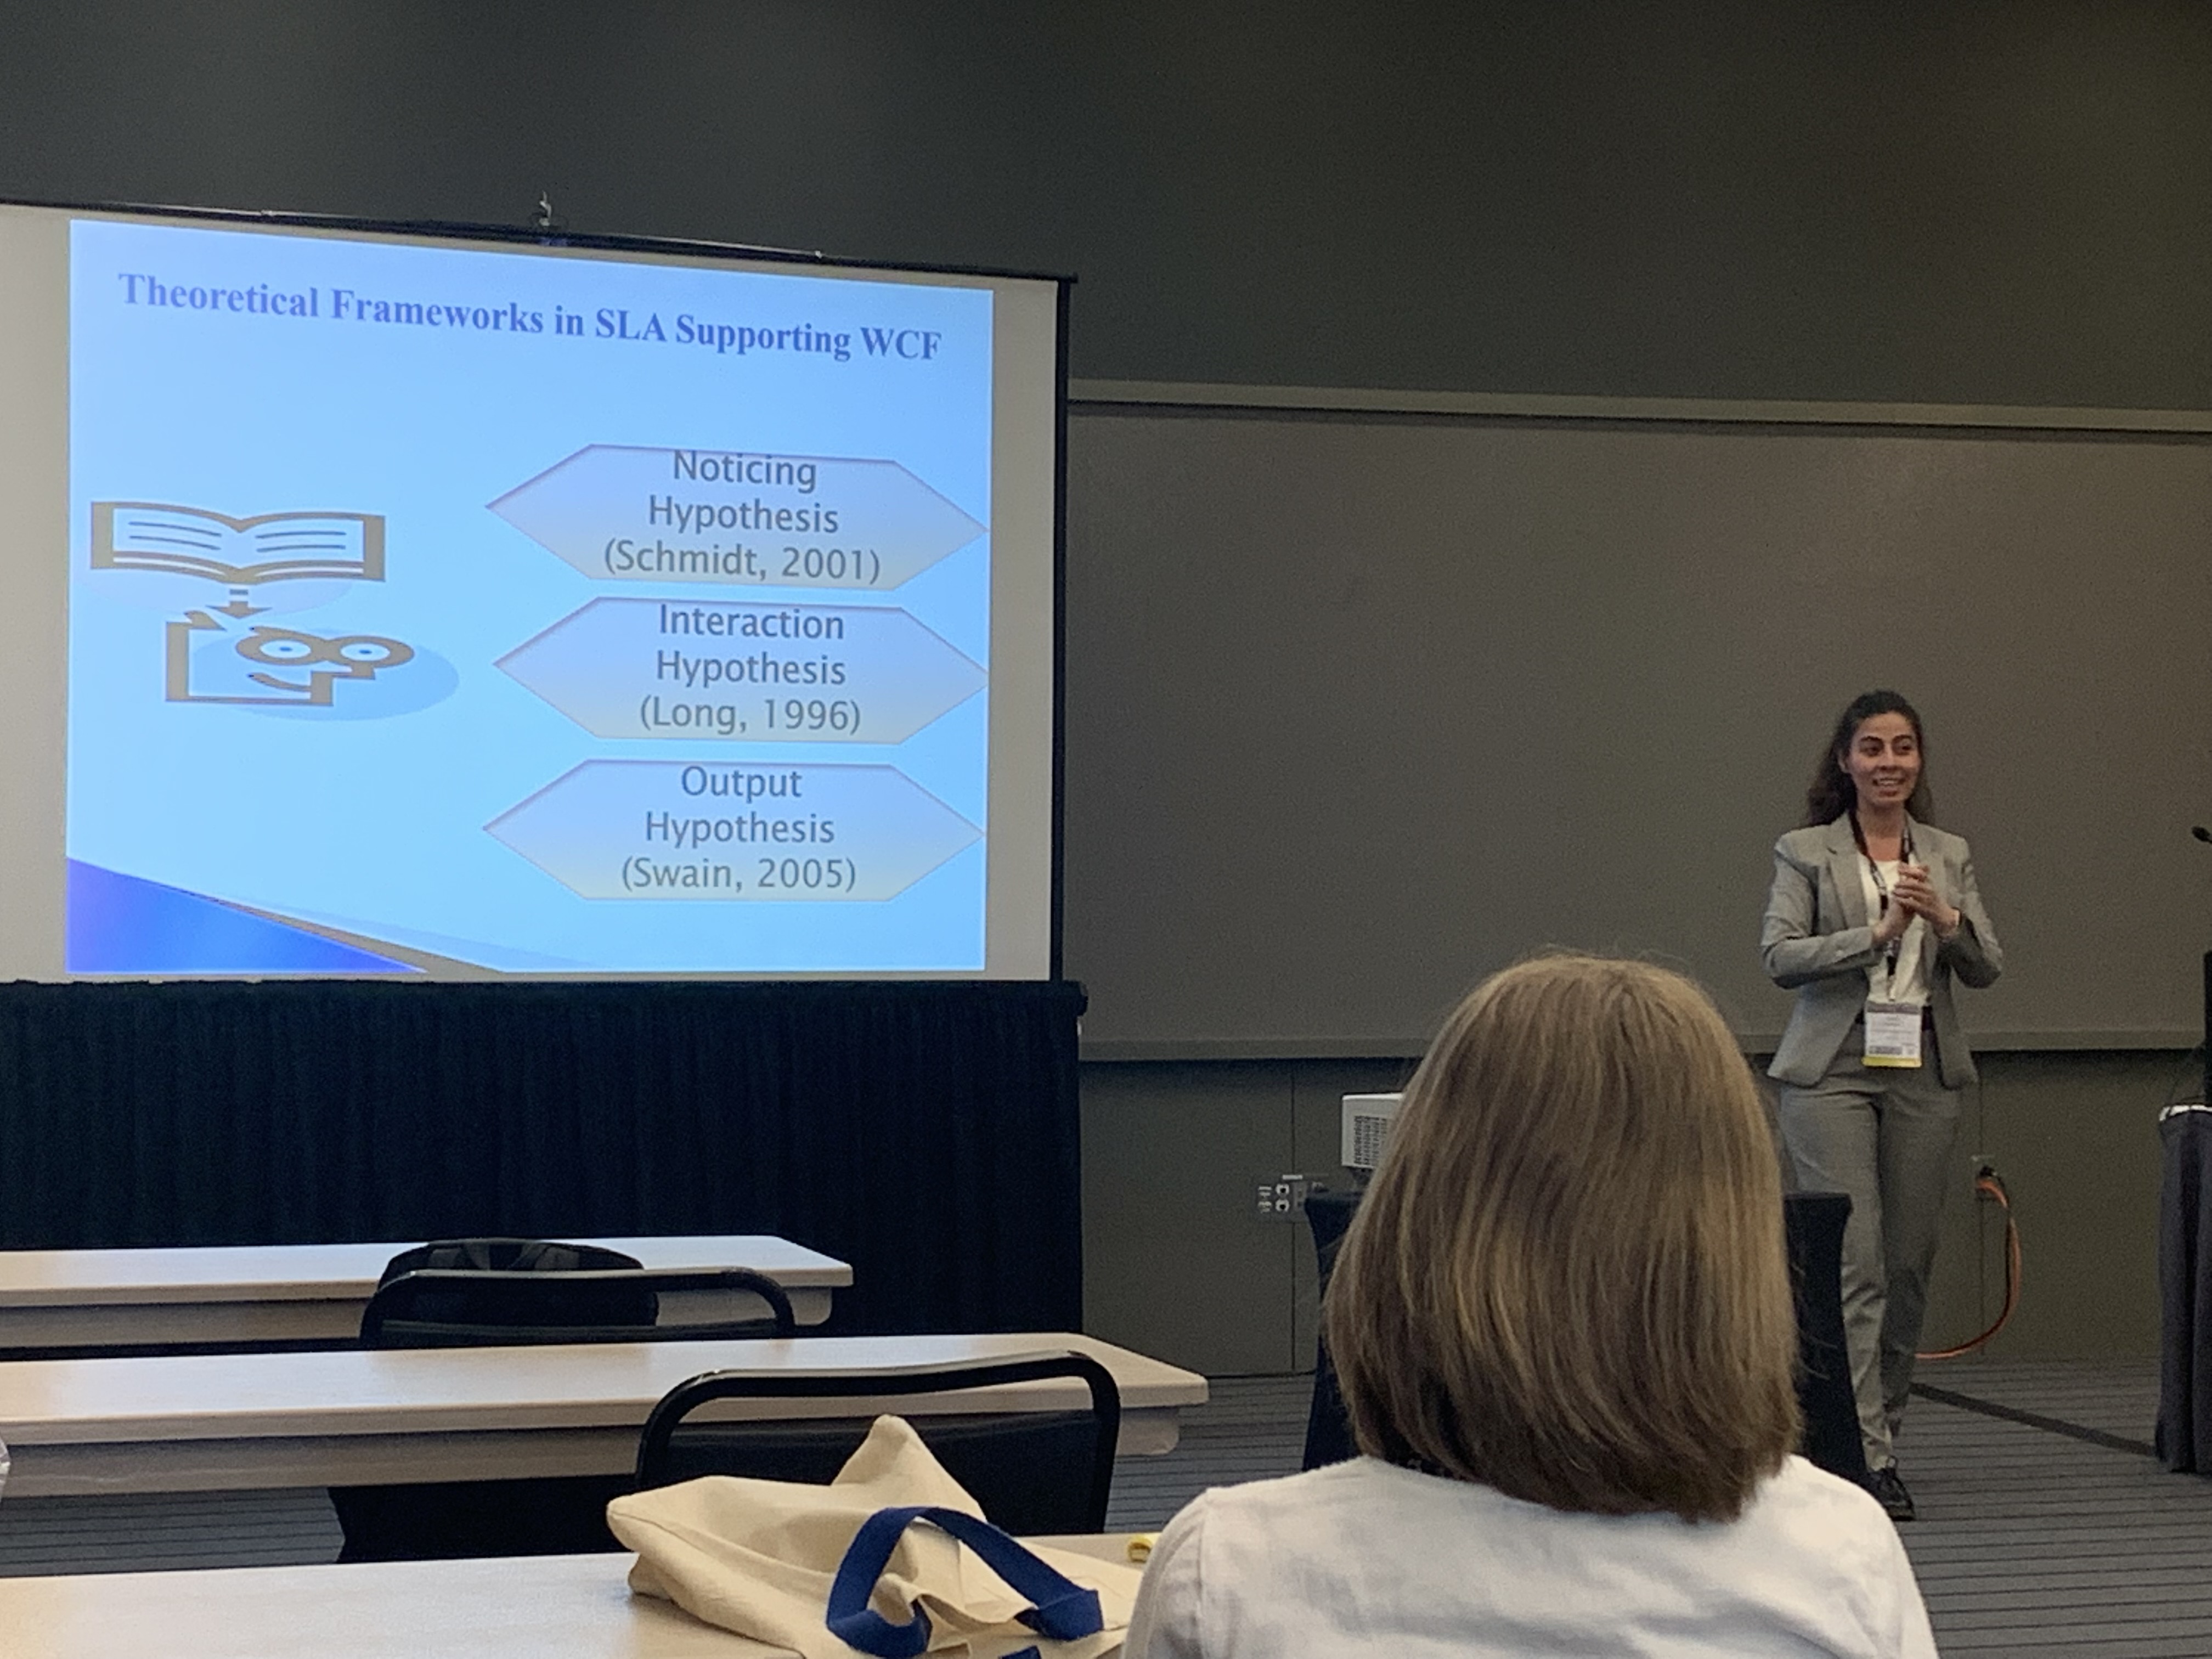 Theoretical Frameworks in SLA Supporting WCF
Noticing
Hypothesis
(Schmidt, 2001)
Interaction
Hypothesis
(Long, 1996)
Output
Hypothesis
(Swain, 2005)